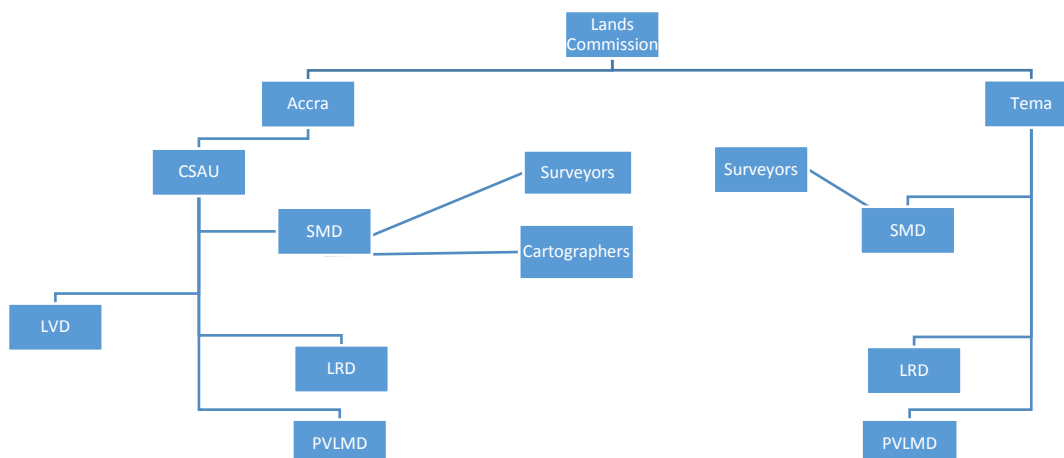 Lands
Commission
Accra
Tema
CSAU
Surveyors
Surveyors
SMD
SMD
Cartographers
LVD
LRD
LRD
PVLMD
PVLMD